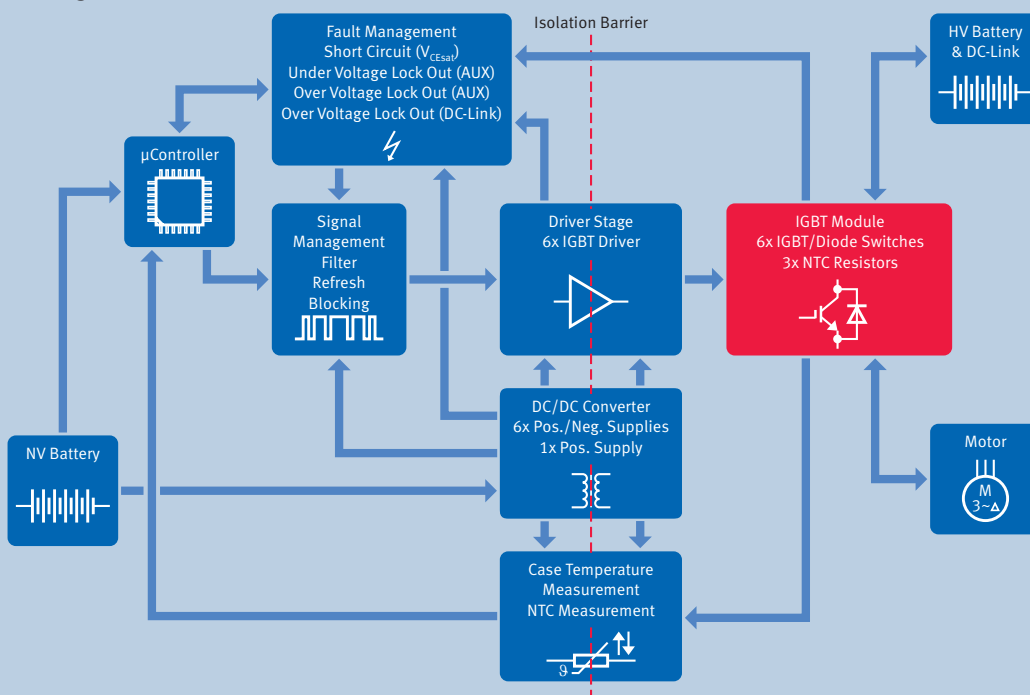 Isolation Barrier
Fault Management
Short Circuit (VCEsat)
Under Voltage Lock Out (AUX)
Over Voltage Lock Out (AUX)
Over Voltage Lock Out (DC-Link)
HV Battery
& DC-Link
µController
Signal
Management
Filter
Refresh
Blocking
Driver Stage
6x IGBT Driver
IGBT Module
6x IGBT/Diode Switches
3x NTC Resistors
DC/DC Converter
6x Pos./Neg. Supplies
1x Pos. Supply
NV Battery
Motor
M
3~Δ
Case Temperature
Measurement
NTC Measurement
ϑ